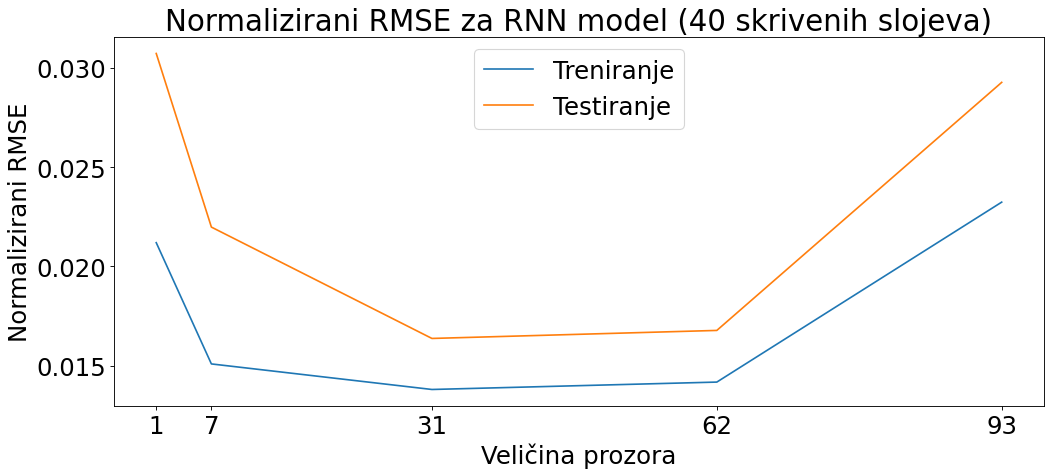 Normalizirani RMSE za RNN model (40 skrivenih slojeva)
Treniranje
Testiranje
Normalizirani RMSE
0.030
0.025
0.020
0.015
1 7 31 62 93
Veličina prozora